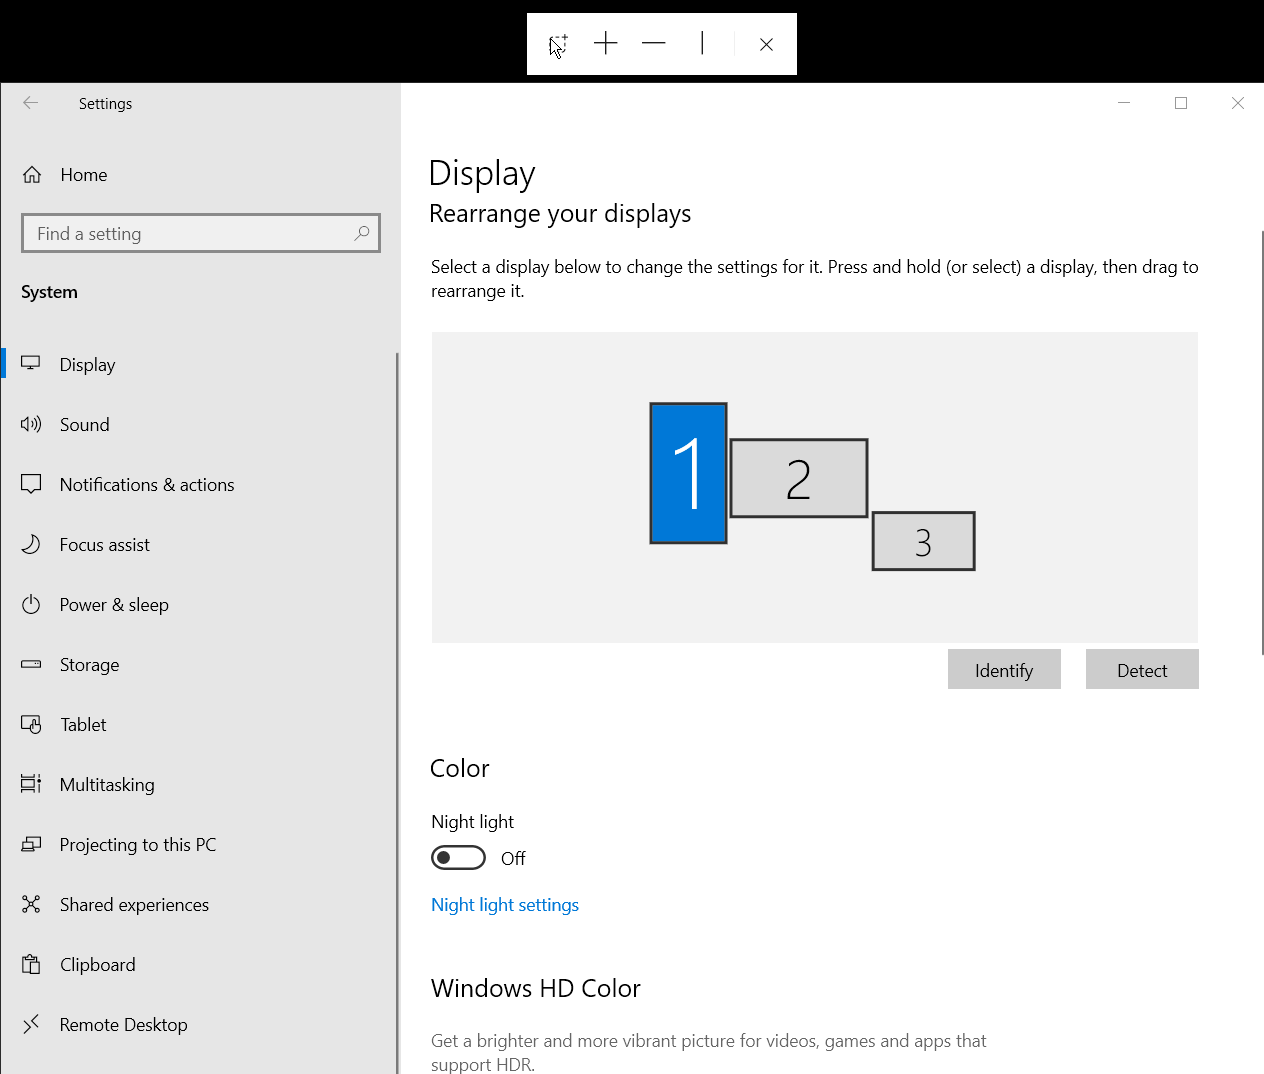 Settings
Home
Find a setting
System
Display
Sound
Notifications & actions
Focus assist
Power & sleep
Storage
Tablet
Multitasking
Projecting to this PC
Shared experiences
Clipboard
Remote Desktop
Display
Rearrange your displays
Select a display below to change the settings for it. Press and hold (or select) a display, then drag to
rearrange it.
1
2
3
Identify
Detect
Color
Night light
Off
Night light settings
Windows HD Color
Get a brighter and more vibrant picture for videos, games and apps that
support HDR.